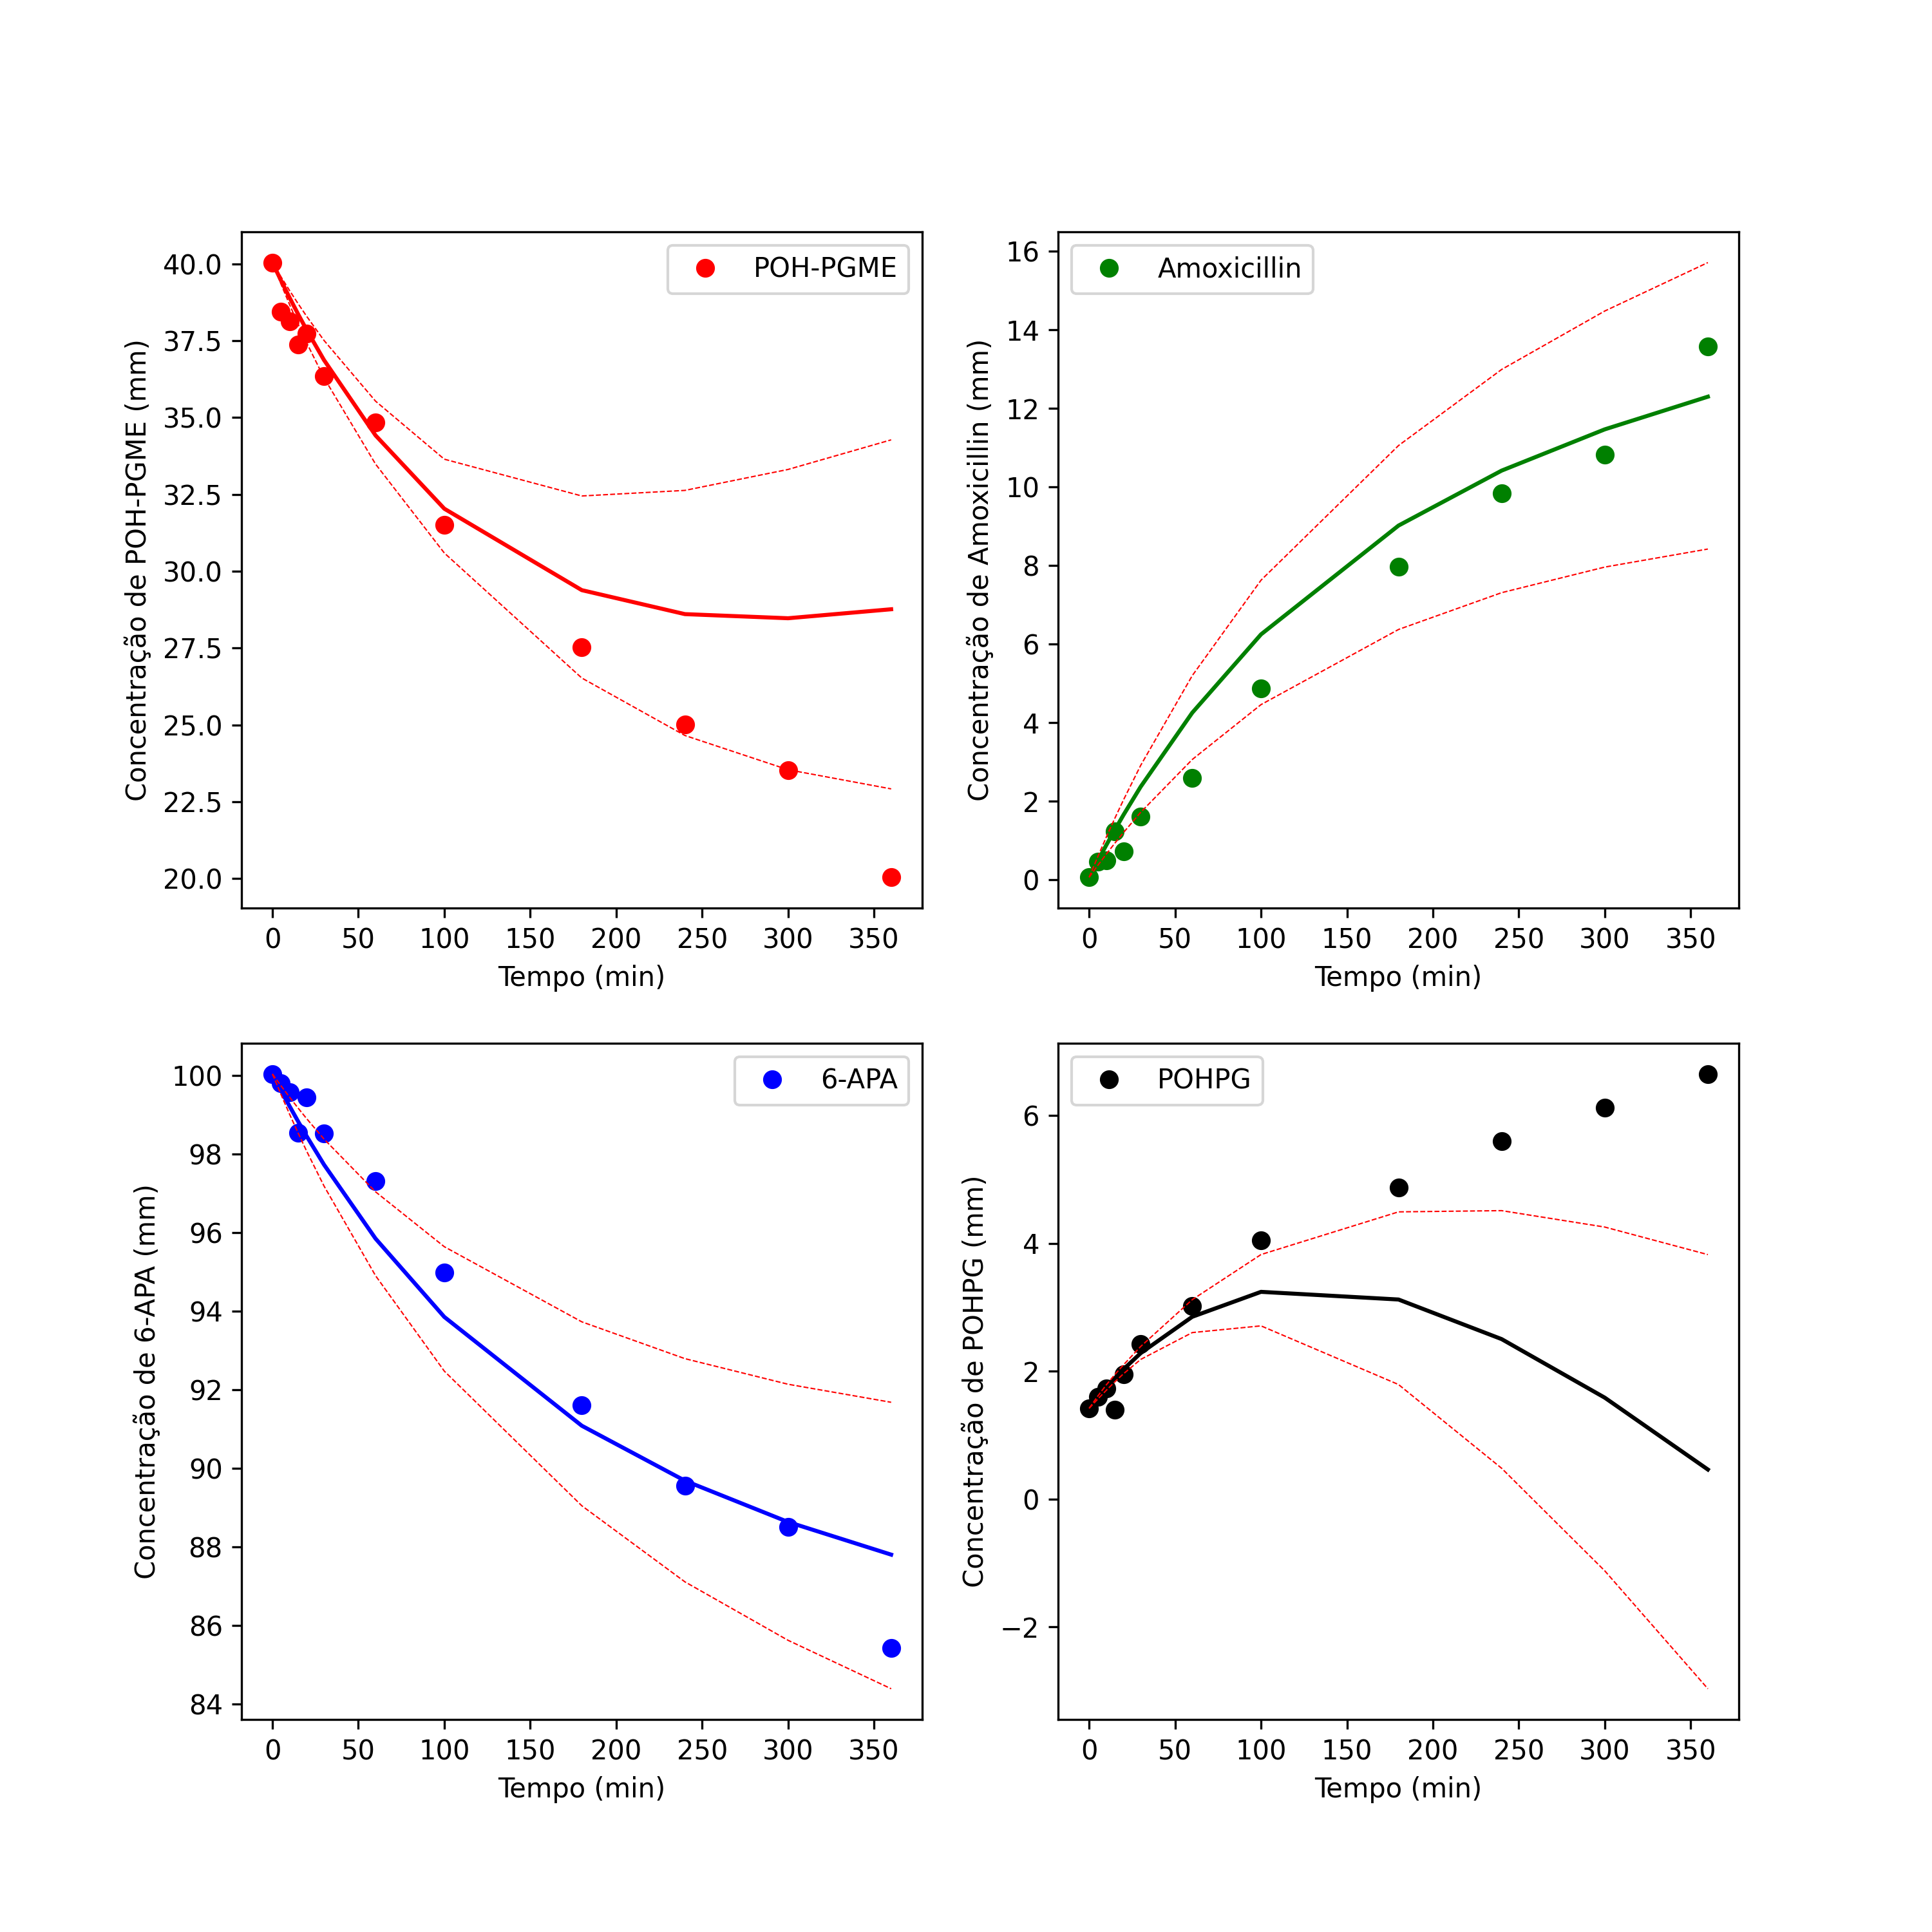 POH-PGME
Concentração de POH-PGME (mm)
40.0
37.5
35.0
32.5
30.0
27.5
25.0
22.5
20.0
0 50 100 150 200 250 300 350
Tempo (min)
Amoxicillin
Concentração de Amoxicillin (mm)
16
14
12
10
8
6
4
2
0
0 50 100 150 200 250 300 350
Tempo (min)
6-APA
Concentração de 6-APA (mm)
100
98
96
94
92
90
88
86
84
0 50 100 150 200 250 300 350
Tempo (min)
POHPG
Concentração de POHPG (mm)
6
4
2
0
−2
0 50 100 150 200 250 300 350
Tempo (min)